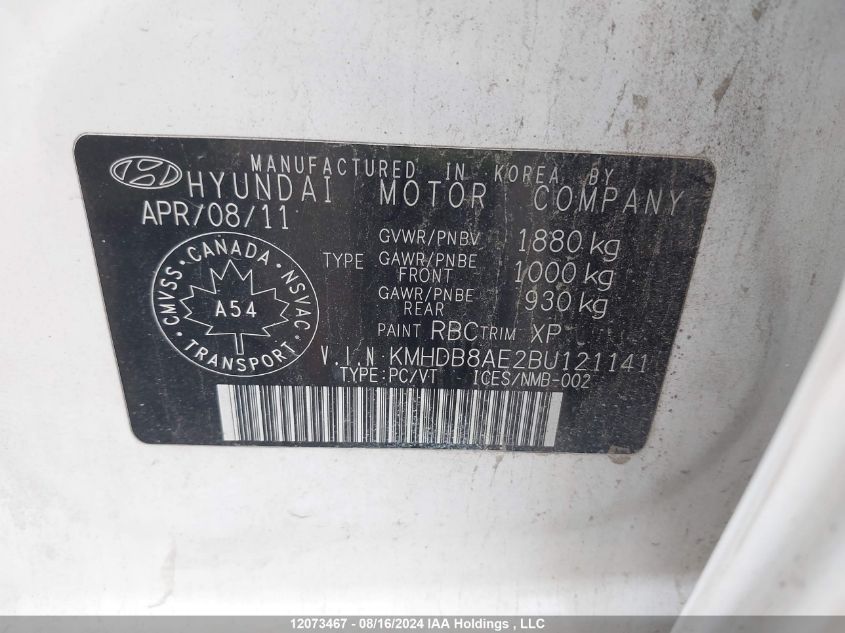 MANUFACTURED IN KOREA BY
HYUNDAI MOTOR COMPANY
APR/08/11
GVWR/PNBV 1880 kg
TYPE GAWR/PNBE FRONT 1000 kg
GAWR/PNBE REAR 930 kg
PAINT RBC TRIM XP
V.I.N KMHDB8AE2BU121141
TYPE:PC/VT ICES/NMB-002
CMVSS • CANADA • NSVAC
A54
• TRANSPORT •
12073467 - 08/16/2024 IAA Holdings , LLC